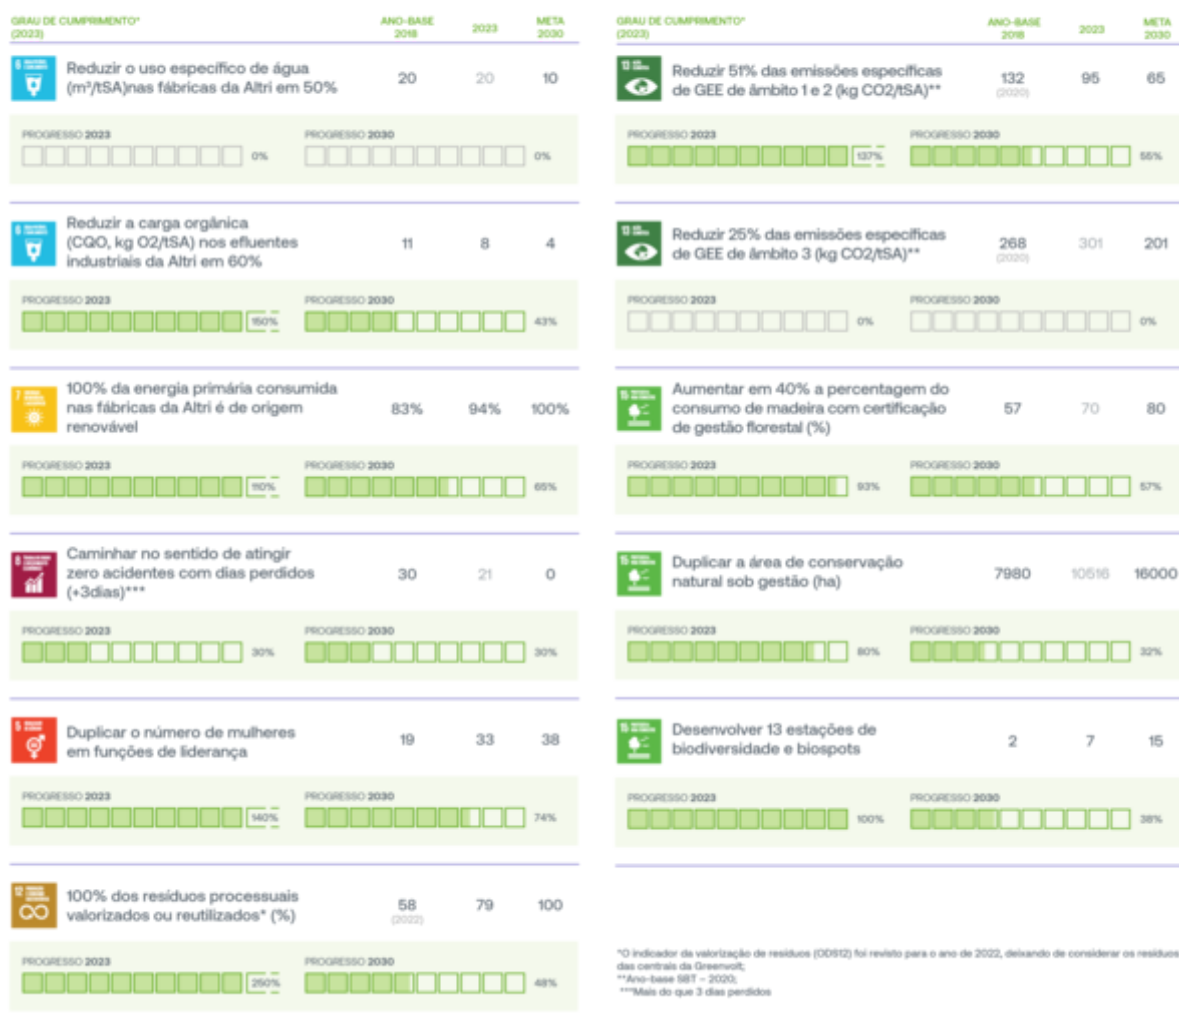 GRAU DE CUMPRIMENTO*
(2023)
ANO-BASE
2018
2023
META
2030
Reduzir o uso específico de água
(m³/tSA)nas fábricas da Altri em 50%
20
20
10
PROGRESSO 2023
0%
PROGRESSO 2030
0%
Reduzir a carga orgânica
(CQO, kg O2/tSA) nos efluentes
industriais da Altri em 60%
11
8
4
PROGRESSO 2023
150%
PROGRESSO 2030
43%
7
100% da energia primária consumida
nas fábricas da Altri é de origem
renovável
83%
94%
100%
PROGRESSO 2023
110%
PROGRESSO 2030
65%
8
Caminhar no sentido de atingir
zero acidentes com dias perdidos
(+3dias)***
30
21
0
PROGRESSO 2023
30%
PROGRESSO 2030
30%
5
Duplicar o número de mulheres
em funções de liderança
19
33
38
PROGRESSO 2023
140%
PROGRESSO 2030
74%
12
100% dos resíduos processuais
valorizados ou reutilizados* (%)
58
(2022)
79
100
PROGRESSO 2023
250%
PROGRESSO 2030
48%
GRAU DE CUMPRIMENTO*
(2023)
ANO-BASE
2018
2023
META
2030
13
Reduzir 51% das emissões específicas
de GEE de âmbito 1 e 2 (kg CO2/tSA)**
132
(2020)
95
65
PROGRESSO 2023
137%
PROGRESSO 2030
55%
13
Reduzir 25% das emissões específicas
de GEE de âmbito 3 (kg CO2/tSA)**
268
(2020)
301
201
PROGRESSO 2023
0%
PROGRESSO 2030
0%
15
Aumentar em 40% a percentagem do
consumo de madeira com certificação
de gestão florestal (%)
57
70
80
PROGRESSO 2023
93%
PROGRESSO 2030
57%
15
Duplicar a área de conservação
natural sob gestão (ha)
7980
10516
16000
PROGRESSO 2023
80%
PROGRESSO 2030
32%
15
Desenvolver 13 estações de
biodiversidade e biospots
2
7
15
PROGRESSO 2023
100%
PROGRESSO 2030
38%
*O indicador da valorização de resíduos (ODS12) foi revisto para o ano de 2022, deixando de considerar os resíduos
das centrais da Greenvolt;
**Ano-base SBT – 2020;
***Mais do que 3 dias perdidos